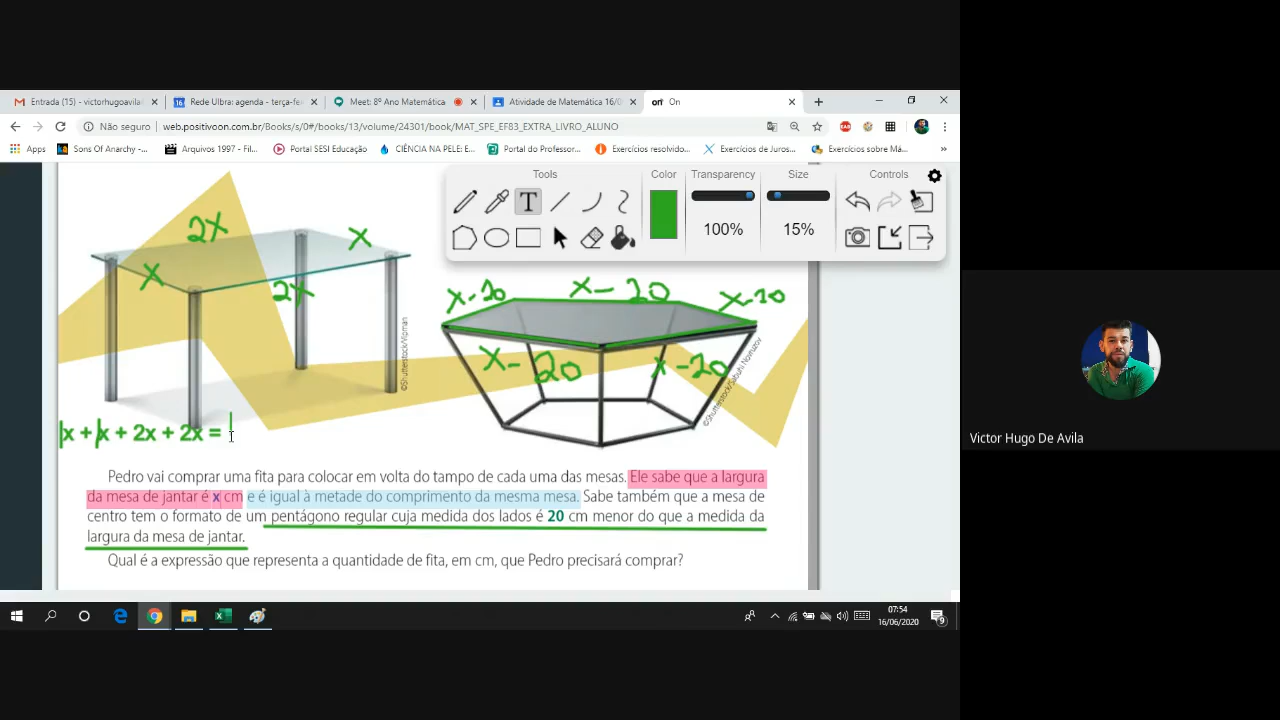 Entrada (15) - victorhugoavila
Rede Ulbra: agenda - terça-fe
Meet: 8º Ano Matemática
Atividade de Matemática 16/0
On
Não segure
web.positivoon.com.br/Books/s/0#/books/13/volume/24301/book/MAT_SPE_EF83_EXTRA_LIVRO_ALUNO
Apps
Sons Of Anarchy -...
Arquivos 1997 - Fil...
Portal SESI Educação
CIÊNCIA NA PELE: E...
Portal do Professor...
Exercícios resolvido...
Exercícios de Juros...
Exercícios sobre Má...
»
Tools
Color
Transparency
Size
Controls
T
100%
15%
2X
X
X
2X
X-20
X-20
X-20
X-20
X-20
©Shutterstock/Vioman
x + x + 2x + 2x =
Pedro vai comprar uma fita para colocar em volta do tampo de cada uma das mesas. Ele sabe que a largura
da mesa de jantar é x cm e é igual à metade do comprimento da mesma mesa. Sabe também que a mesa de
centro tem o formato de um pentágono regular cuja medida dos lados é 20 cm menor do que a medida da
largura da mesa de jantar.
Qual é a expressão que representa a quantidade de fita, em cm, que Pedro precisará comprar?
Victor Hugo De Avila
07:54
16/06/2020
9